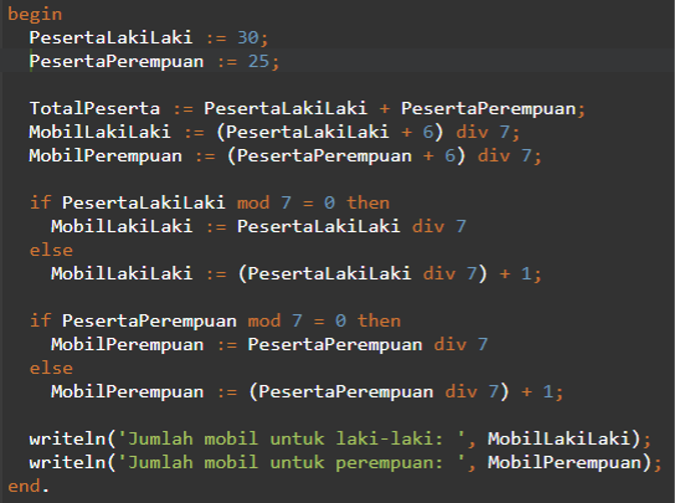 begin
  PesertaLakiLaki := 30;
  PesertaPerempuan := 25;

  TotalPeserta := PesertaLakiLaki + PesertaPerempuan;
  MobilLakiLaki := (PesertaLakiLaki + 6) div 7;
  MobilPerempuan := (PesertaPerempuan + 6) div 7;

  if PesertaLakiLaki mod 7 = 0 then
    MobilLakiLaki := PesertaLakiLaki div 7
  else
    MobilLakiLaki := (PesertaLakiLaki div 7) + 1;

  if PesertaPerempuan mod 7 = 0 then
    MobilPerempuan := PesertaPerempuan div 7
  else
    MobilPerempuan := (PesertaPerempuan div 7) + 1;

  writeln('Jumlah mobil untuk laki-laki: ', MobilLakiLaki);
  writeln('Jumlah mobil untuk perempuan: ', MobilPerempuan);
end.